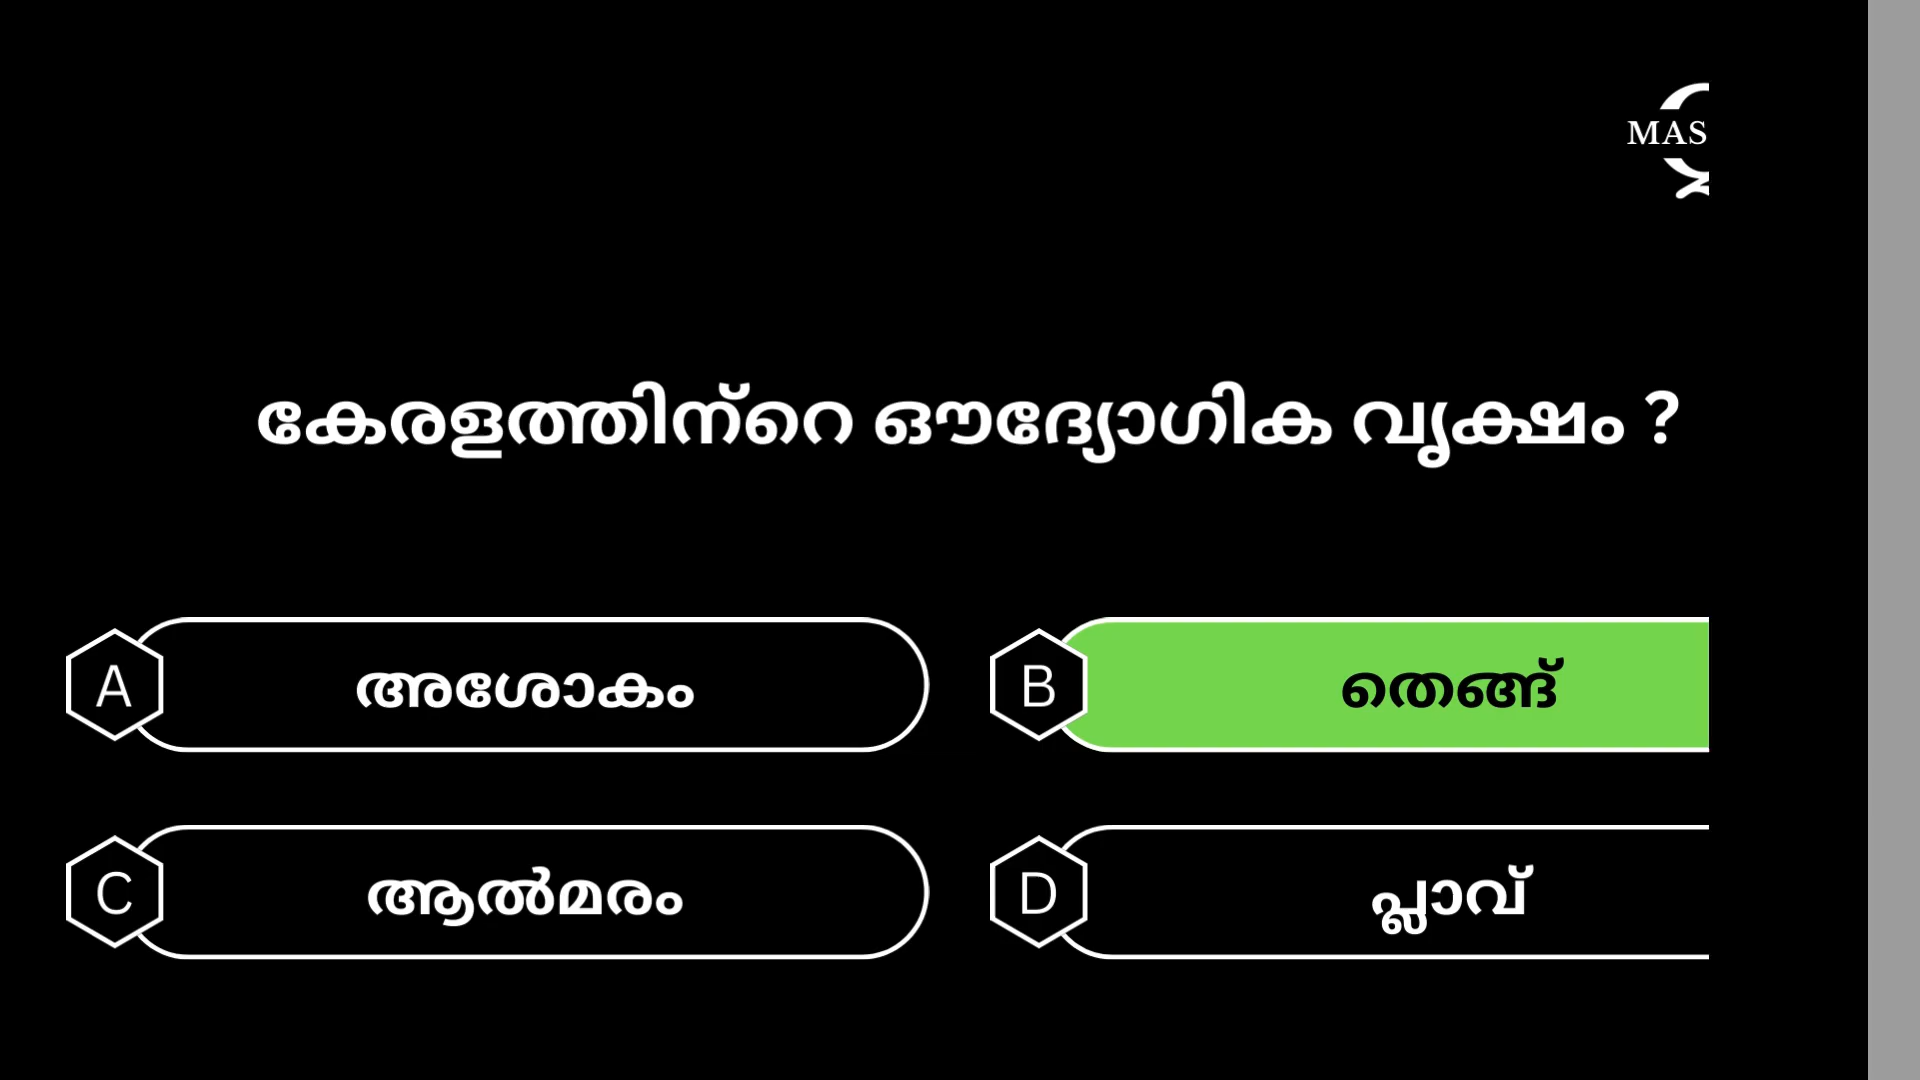 MAS
കേരളത്തിന്റെ ഔദ്യോഗിക വൃക്ഷം ?
A അശോകം
B തെങ്ങ്
C ആൽമരം
D പ്ലാവ്